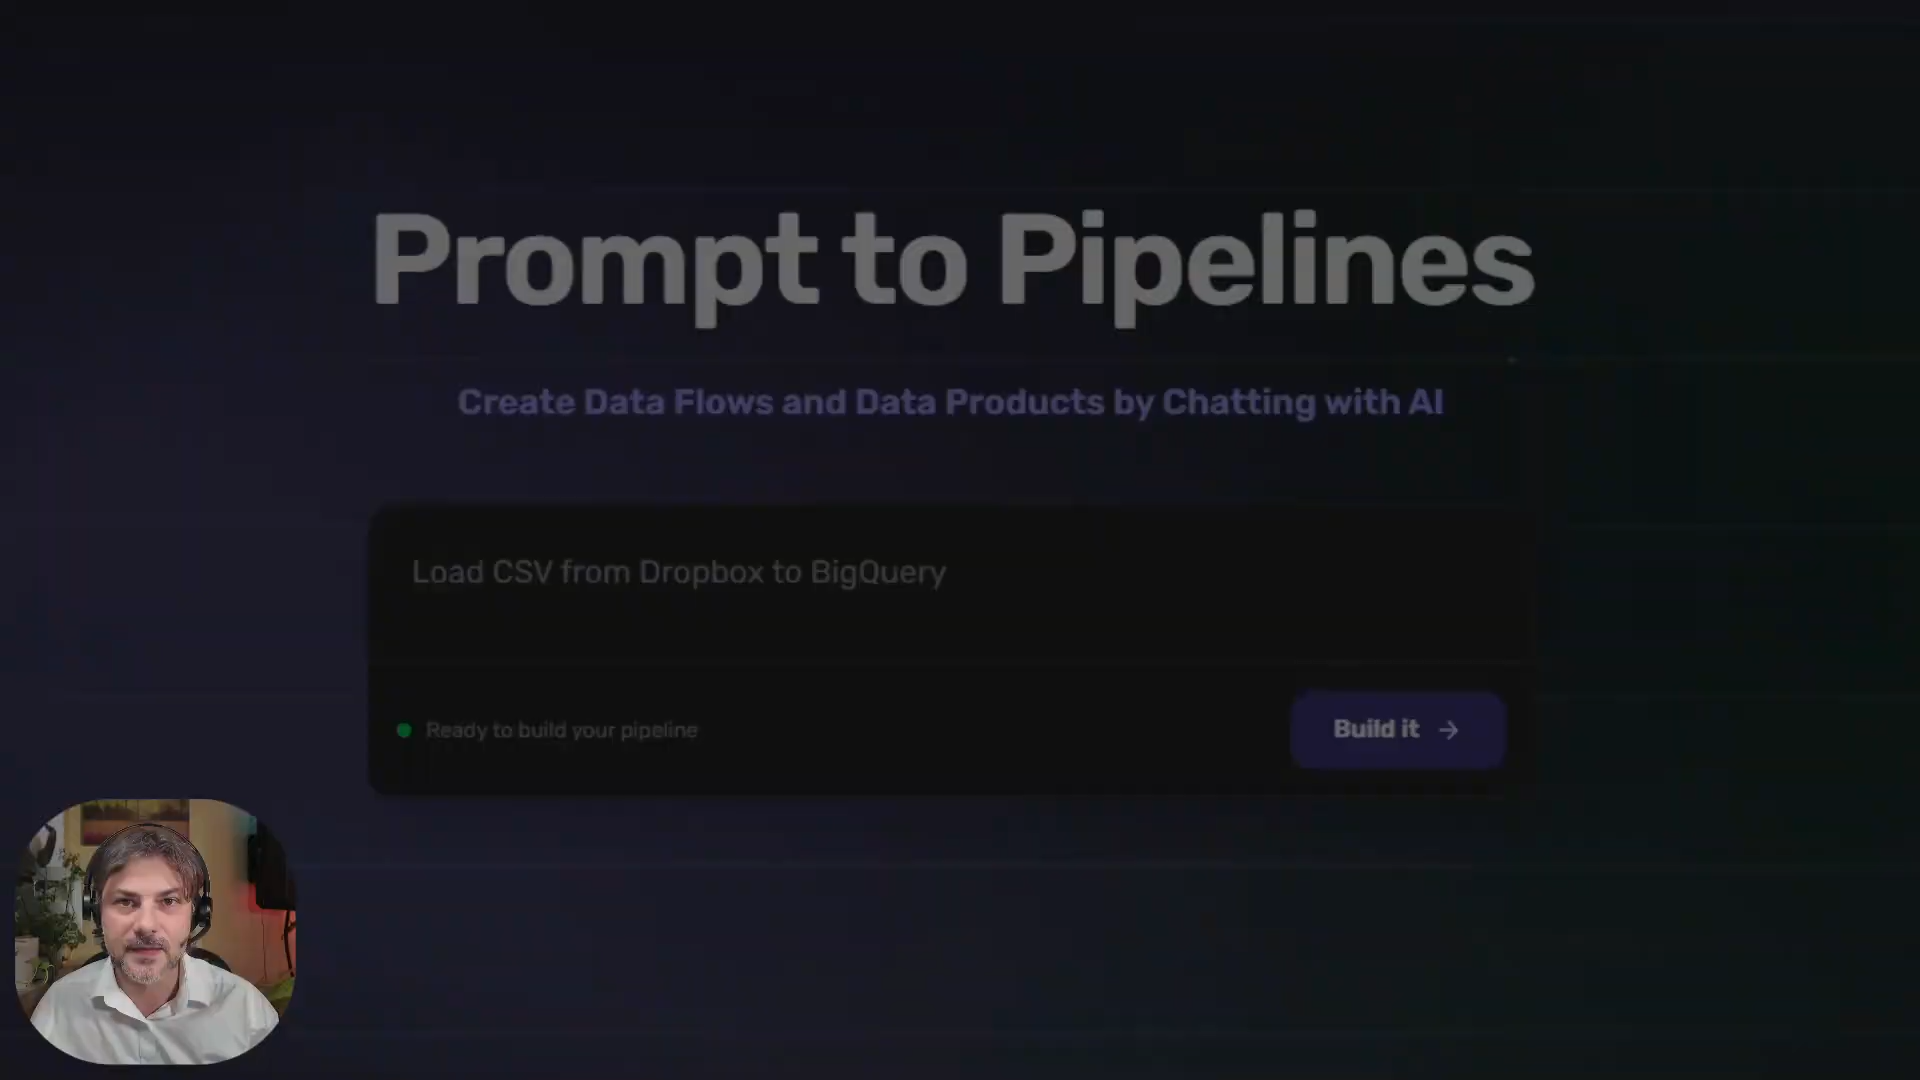 Prompt to Pipelines
Create Data Flows and Data Products by Chatting with AI
Load CSV from Dropbox to BigQuery
Ready to build your pipeline
Build it →